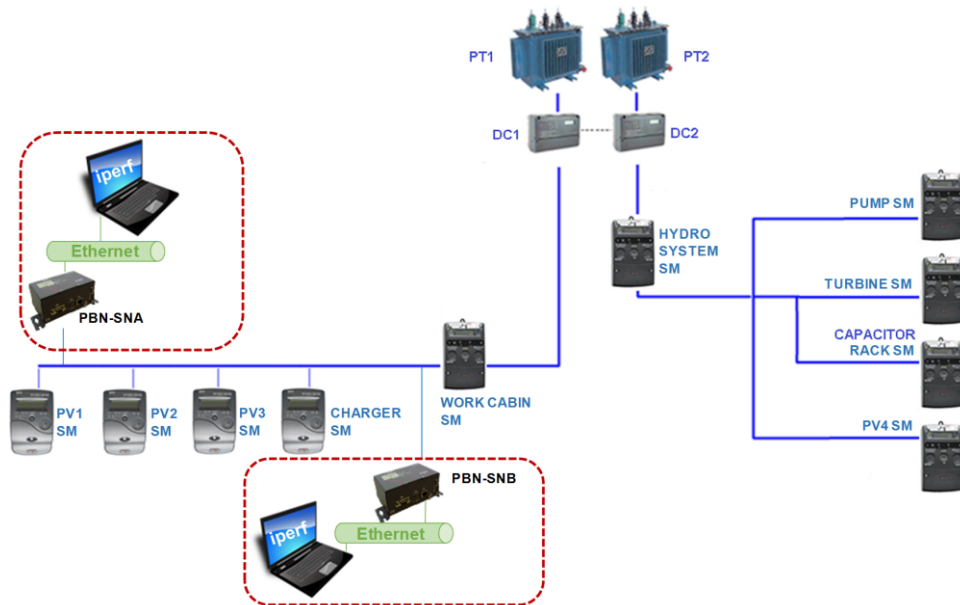 PT1
PT2
DC1
DC2
iperf
Ethernet
PBN-SNA
HYDRO
SYSTEM
SM
PUMP SM
TURBINE SM
CAPACITOR
RACK SM
PV4 SM
PV1
SM
PV2
SM
PV3
SM
CHARGER
SM
WORK CABIN
SM
PBN-SNB
iperf
Ethernet